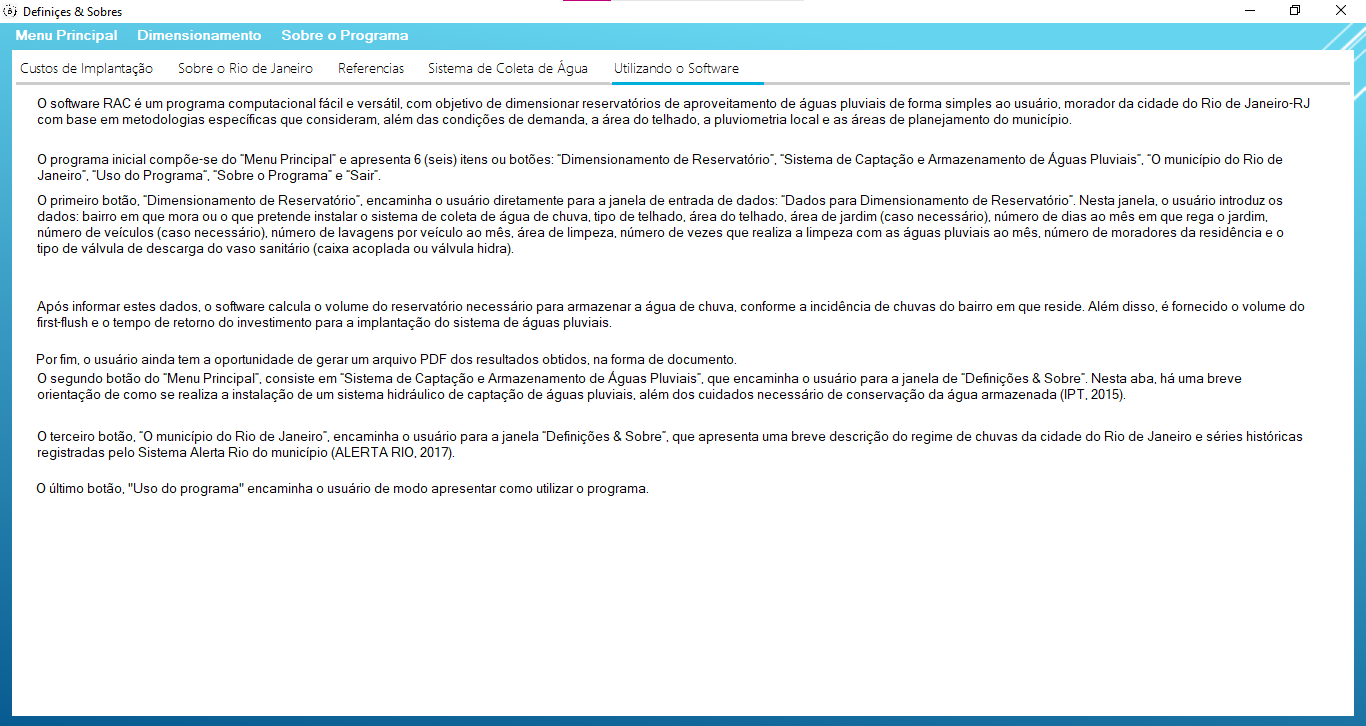 Definiçes & Sobres
Menu Principal Dimensionamento Sobre o Programa
Custos de Implantação Sobre o Rio de Janeiro Referencias Sistema de Coleta de Água Utilizando o Software
O software RAC é um programa computacional fácil e versátil, com objetivo de dimensionar reservatórios de aproveitamento de águas pluviais de forma simples ao usuário, morador da cidade do Rio de Janeiro-RJ
com base em metodologias específicas que consideram, além das condições de demanda, a área do telhado, a pluviometria local e as áreas de planejamento do município.
O programa inicial compõe-se do “Menu Principal” e apresenta 6 (seis) itens ou botões: “Dimensionamento de Reservatório”, “Sistema de Captação e Armazenamento de Águas Pluviais”, “O município do Rio de
Janeiro”, “Uso do Programa“, “Sobre o Programa” e “Sair”.
O primeiro botão, “Dimensionamento de Reservatório”, encaminha o usuário diretamente para a janela de entrada de dados: “Dados para Dimensionamento de Reservatório”. Nesta janela, o usuário introduz os
dados: bairro em que mora ou o que pretende instalar o sistema de coleta de água de chuva, tipo de telhado, área do telhado, área de jardim (caso necessário), número de dias ao mês em que rega o jardim,
número de veículos (caso necessário), número de lavagens por veículo ao mês, área de limpeza, número de vezes que realiza a limpeza com as águas pluviais ao mês, número de moradores da residência e o
tipo de válvula de descarga do vaso sanitário (caixa acoplada ou válvula hidra).
Após informar estes dados, o software calcula o volume do reservatório necessário para armazenar a água de chuva, conforme a incidência de chuvas do bairro em que reside. Além disso, é fornecido o volume do
first-flush e o tempo de retorno do investimento para a implantação do sistema de águas pluviais.
Por fim, o usuário ainda tem a oportunidade de gerar um arquivo PDF dos resultados obtidos, na forma de documento.
O segundo botão do “Menu Principal”, consiste em “Sistema de Captação e Armazenamento de Águas Pluviais”, que encaminha o usuário para a janela de “Definições & Sobre”. Nesta aba, há uma breve
orientação de como se realiza a instalação de um sistema hidráulico de captação de águas pluviais, além dos cuidados necessário de conservação da água armazenada (IPT, 2015).
O terceiro botão, “O município do Rio de Janeiro”, encaminha o usuário para a janela “Definições & Sobre”, que apresenta uma breve descrição do regime de chuvas da cidade do Rio de Janeiro e séries históricas
registradas pelo Sistema Alerta Rio do município (ALERTA RIO, 2017).
O último botão, "Uso do programa" encaminha o usuário de modo apresentar como utilizar o programa.